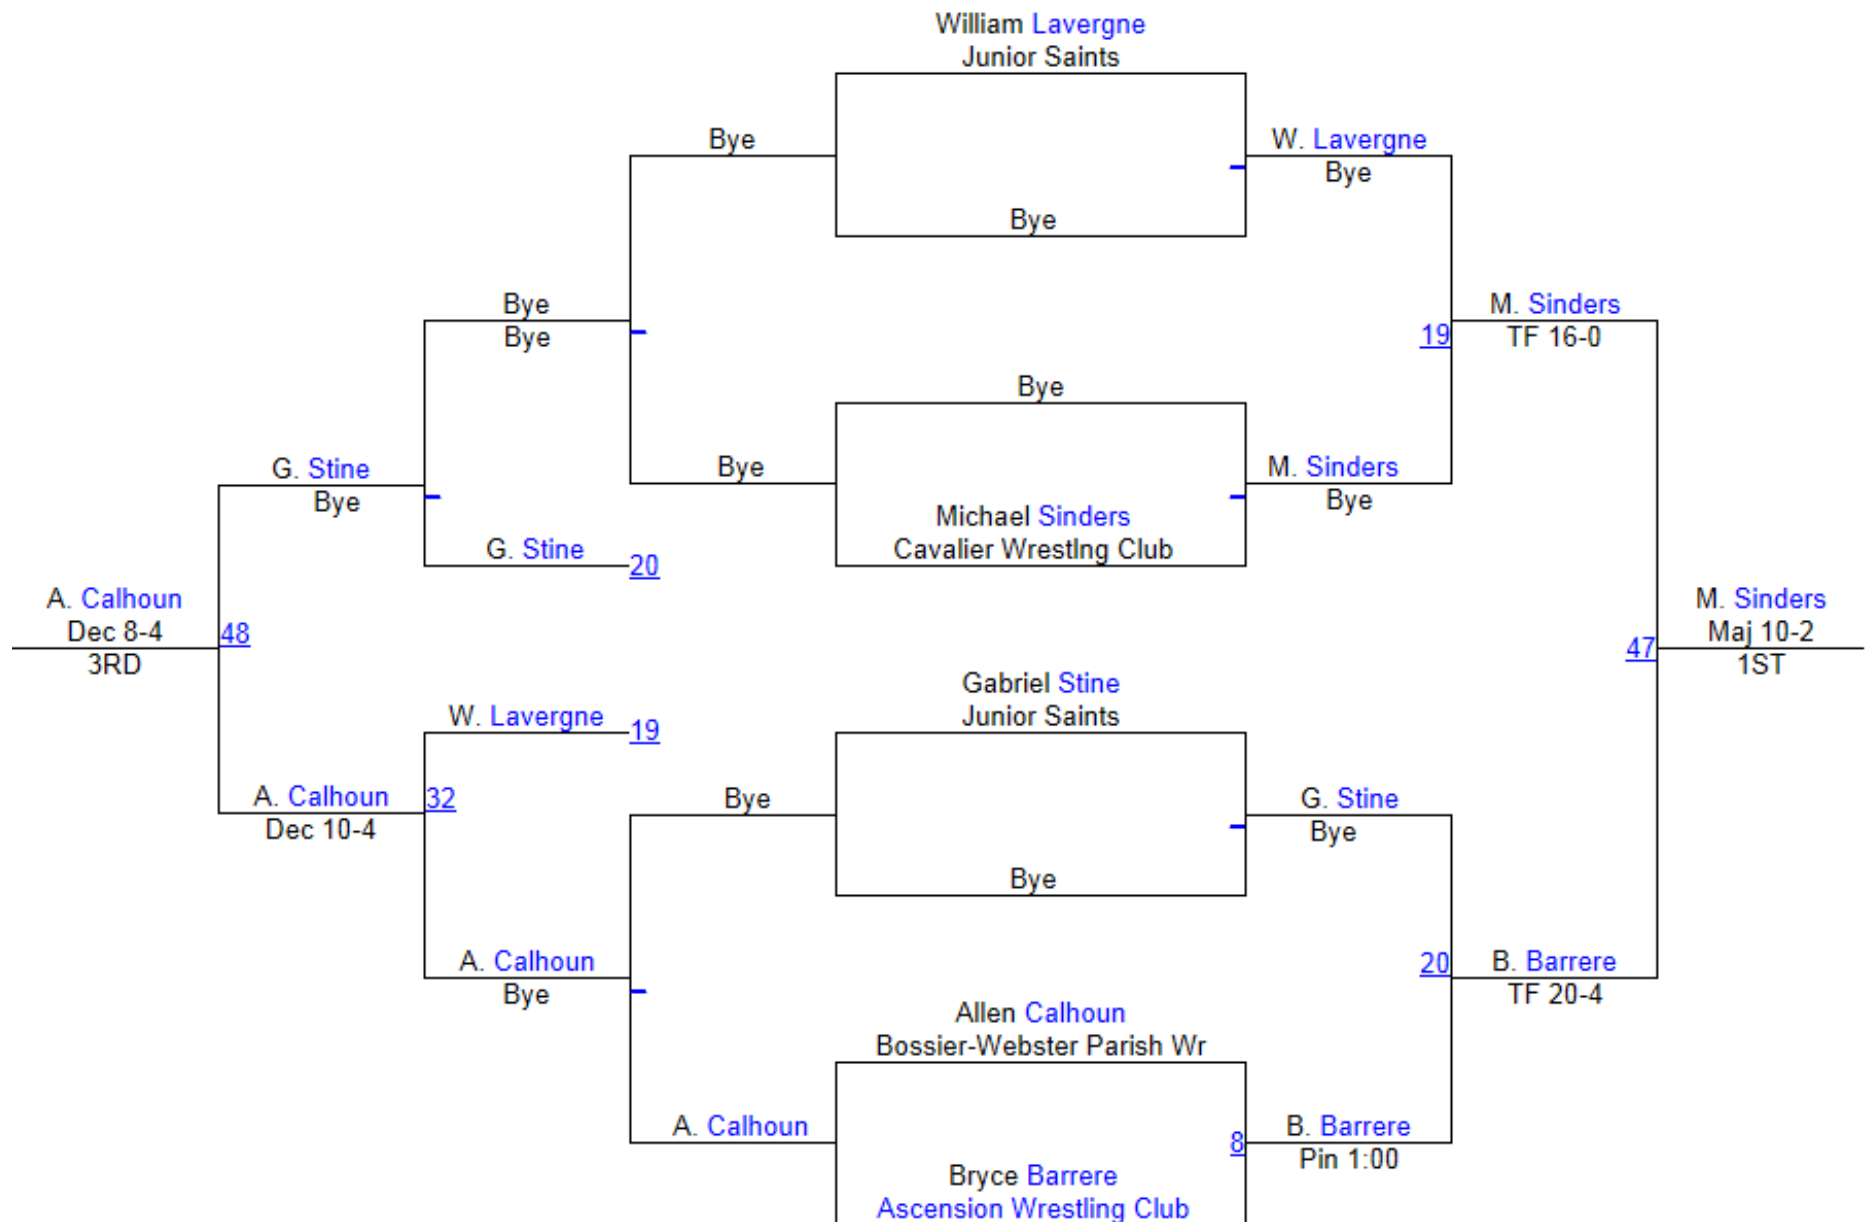 William Lavergne
Junior Saints
Bye
W. Lavergne
Bye
Bye
Bye
Bye
M. Sinders
19
TF 16-0
Bye
G. Stine
Bye
Bye
M. Sinders
Bye
Michael Sinders
Cavalier Wrestlng Club
G. Stine
20
A. Calhoun
Dec 8-4
48
3RD
M. Sinders
Maj 10-2
47
1ST
Gabriel Stine
Junior Saints
W. Lavergne
19
A. Calhoun
32
Dec 10-4
Bye
G. Stine
Bye
Bye
A. Calhoun
Bye
20
B. Barrere
TF 20-4
Allen Calhoun
Bossier-Webster Parish Wr
A. Calhoun
8
B. Barrere
Pin 1:00
Bryce Barrere
Ascension Wrestling Club